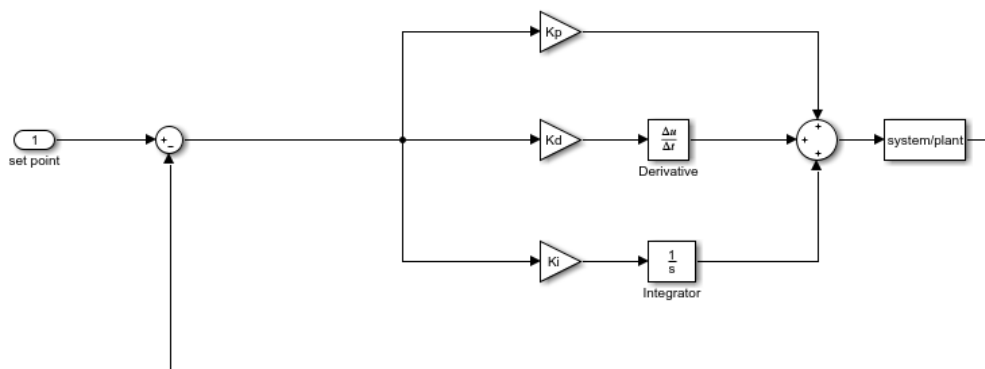 Kp
1
set point
+
−
Kd
Δu
Δt
Derivative
+
+
+
system/plant
Ki
1
s
Integrator